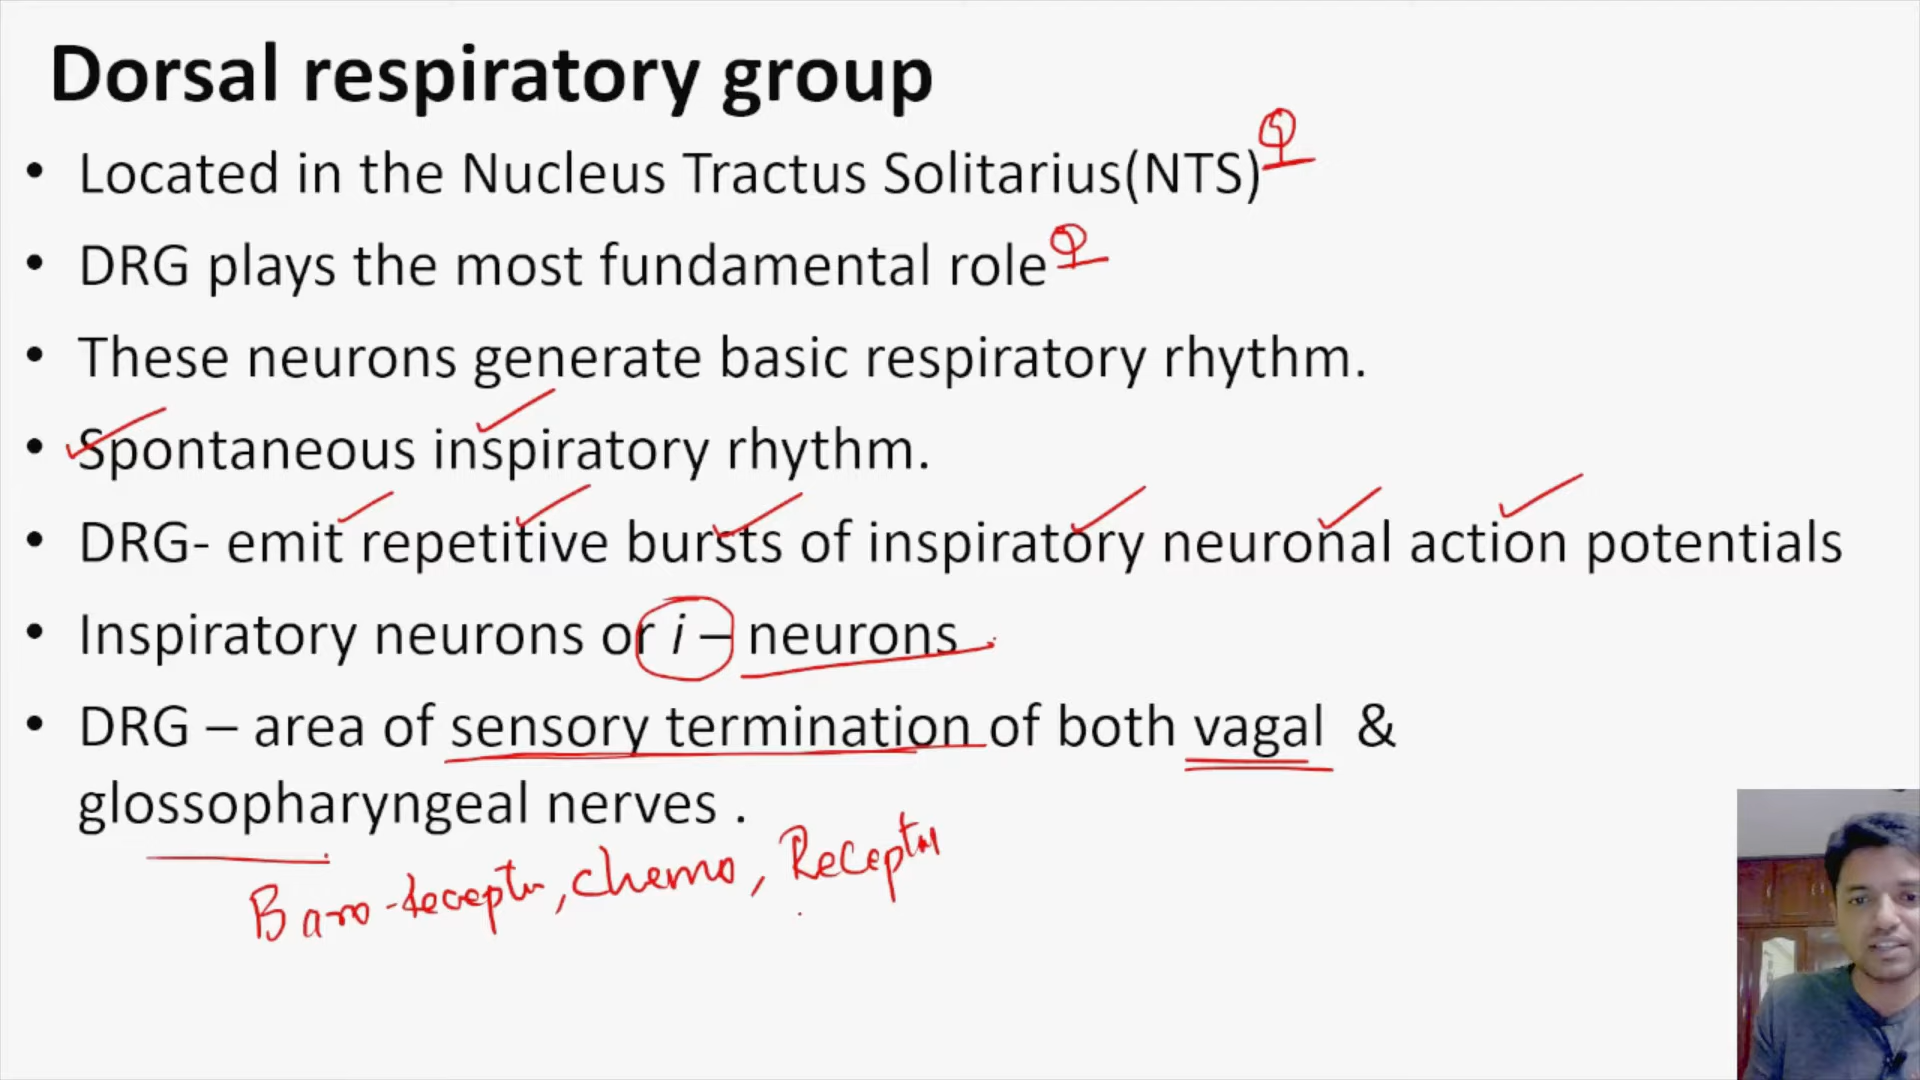 Dorsal respiratory group
• Located in the Nucleus Tractus Solitarius(NTS) Q
• DRG plays the most fundamental role Q
• These neurons generate basic respiratory rhythm.
• Spontaneous inspiratory rhythm.
• DRG- emit repetitive bursts of inspiratory neuronal action potentials
• Inspiratory neurons or i – neurons
• DRG – area of sensory termination of both vagal &
glossopharyngeal nerves .
Baro-receptor, chemo, Receptor